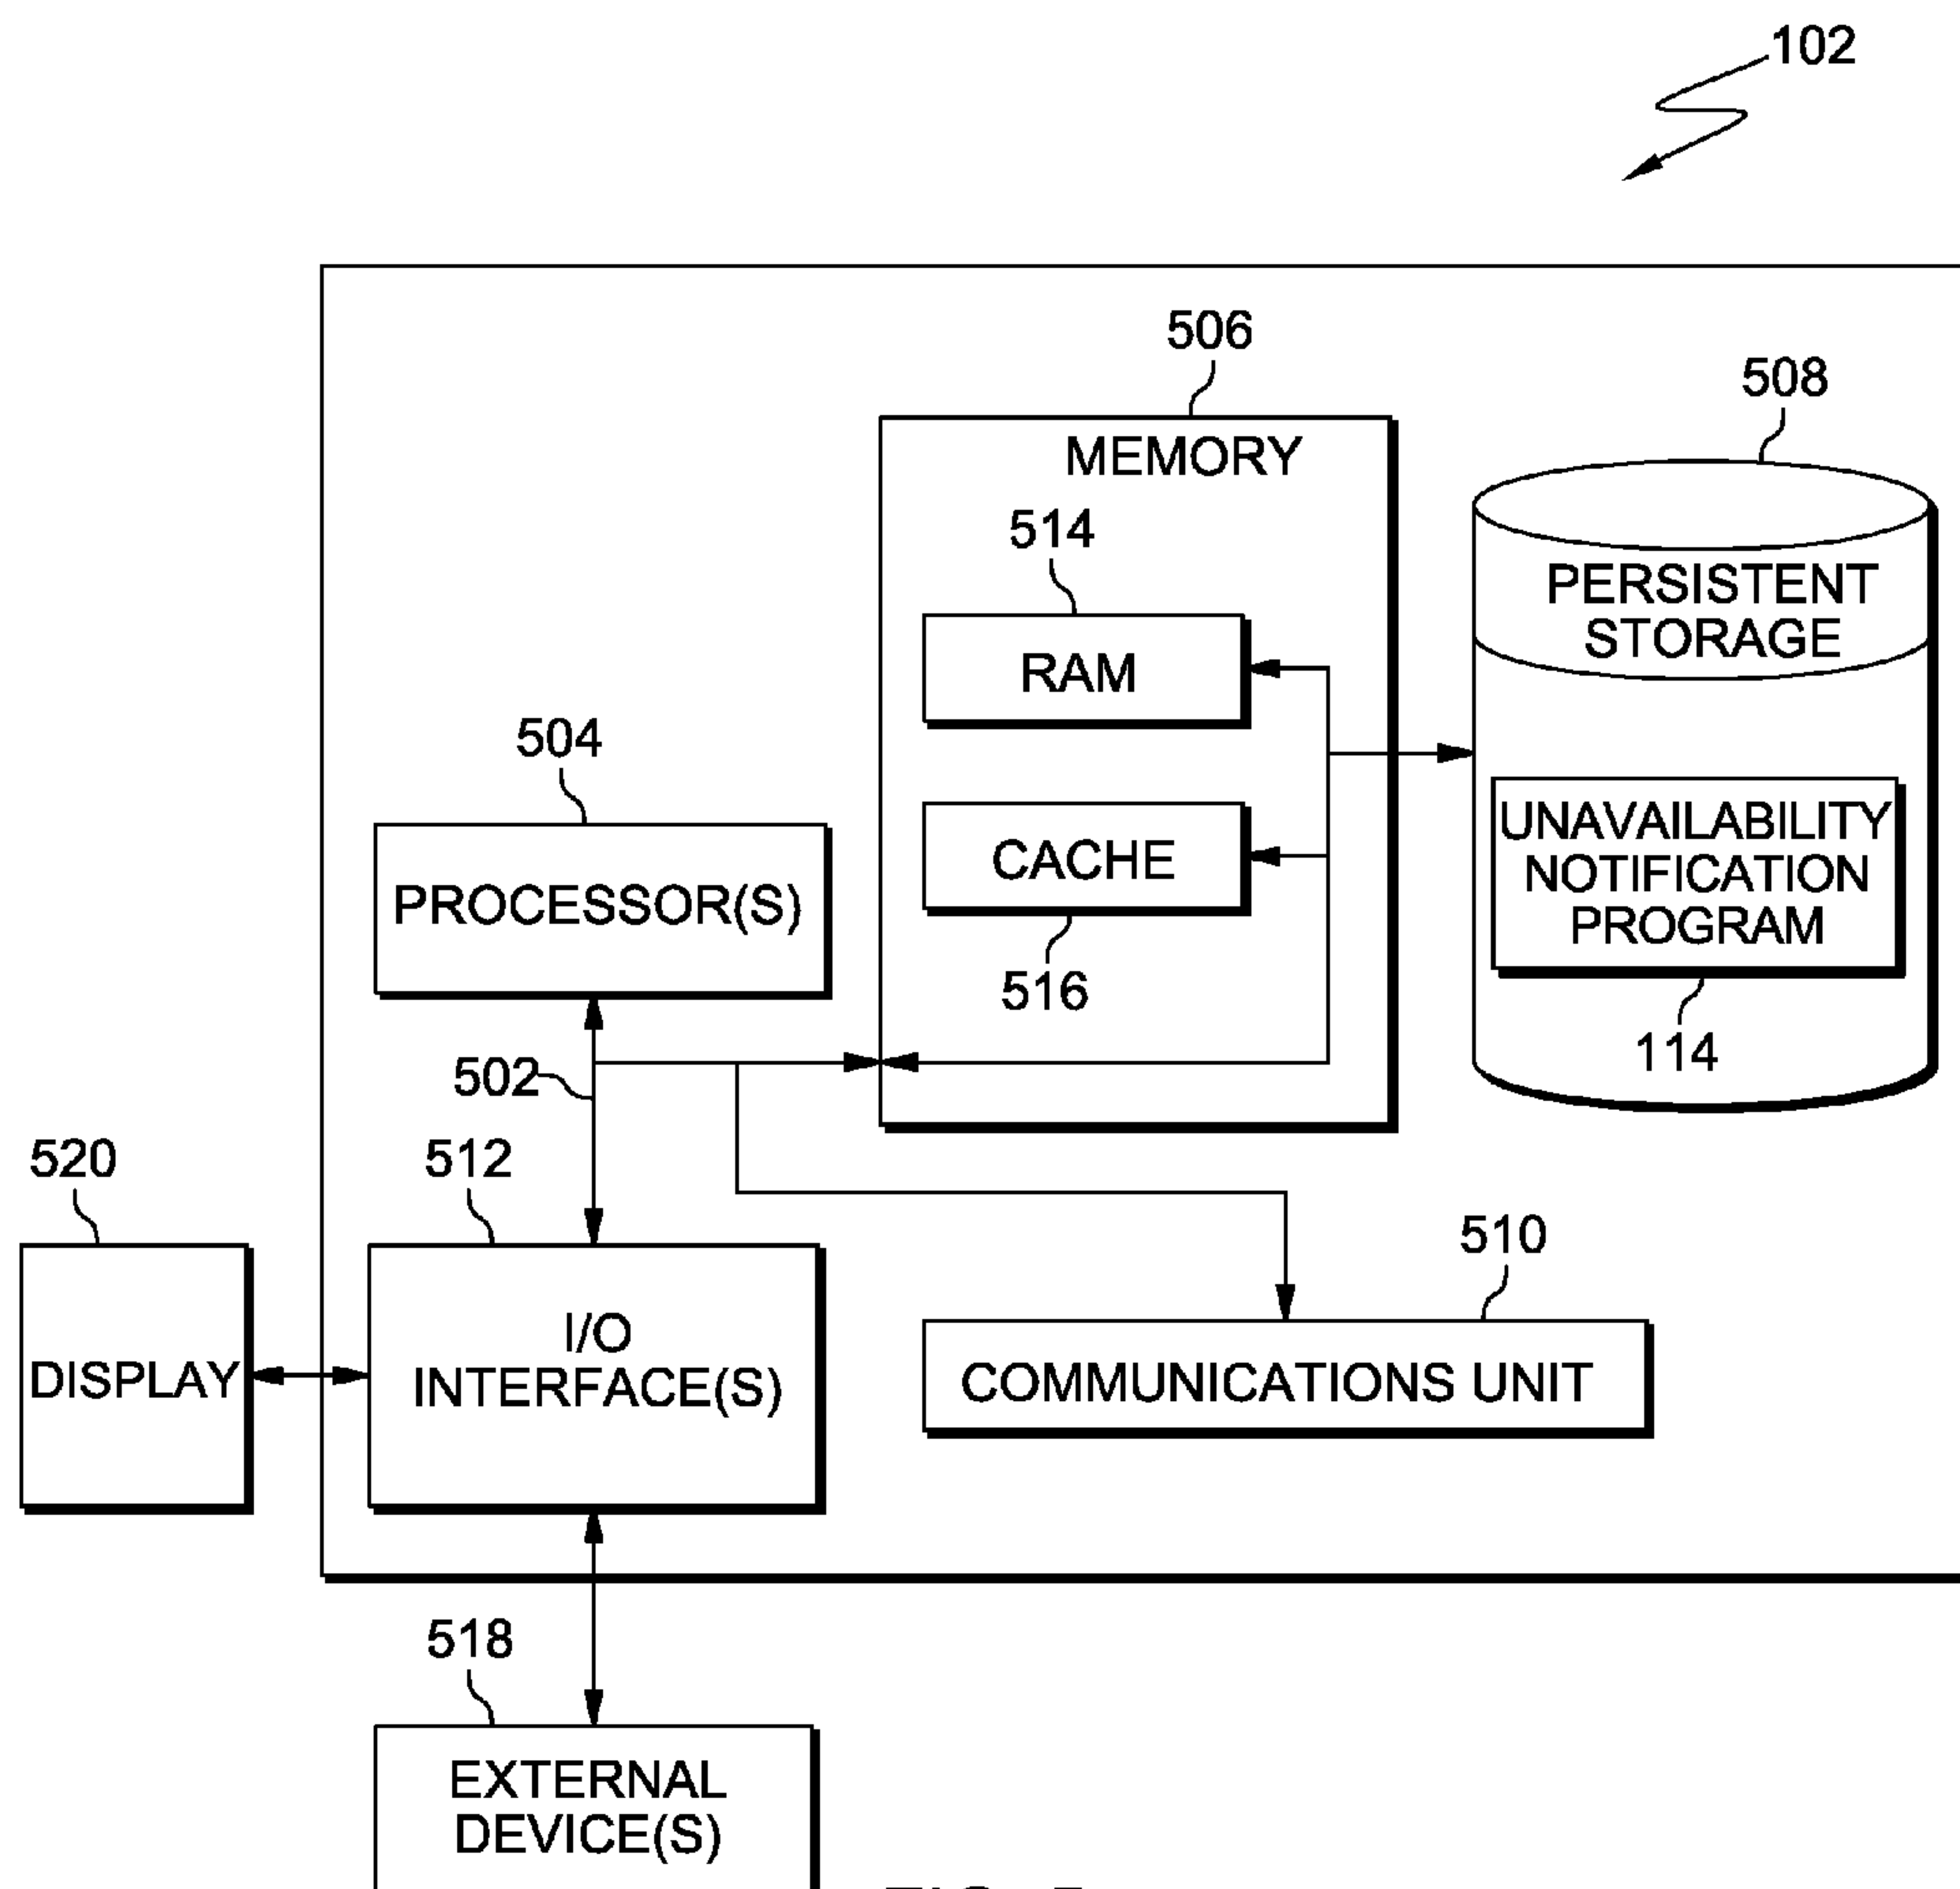 102
506
508
MEMORY
514
PERSISTENT
STORAGE
RAM
504
UNAVAILABILITY
NOTIFICATION
PROGRAM
CACHE
PROCESSOR(S)
516
114
502
520
512
510
I/O
INTERFACE(S)
DISPLAY
COMMUNICATIONS UNIT
518
EXTERNAL
DEVICE(S)